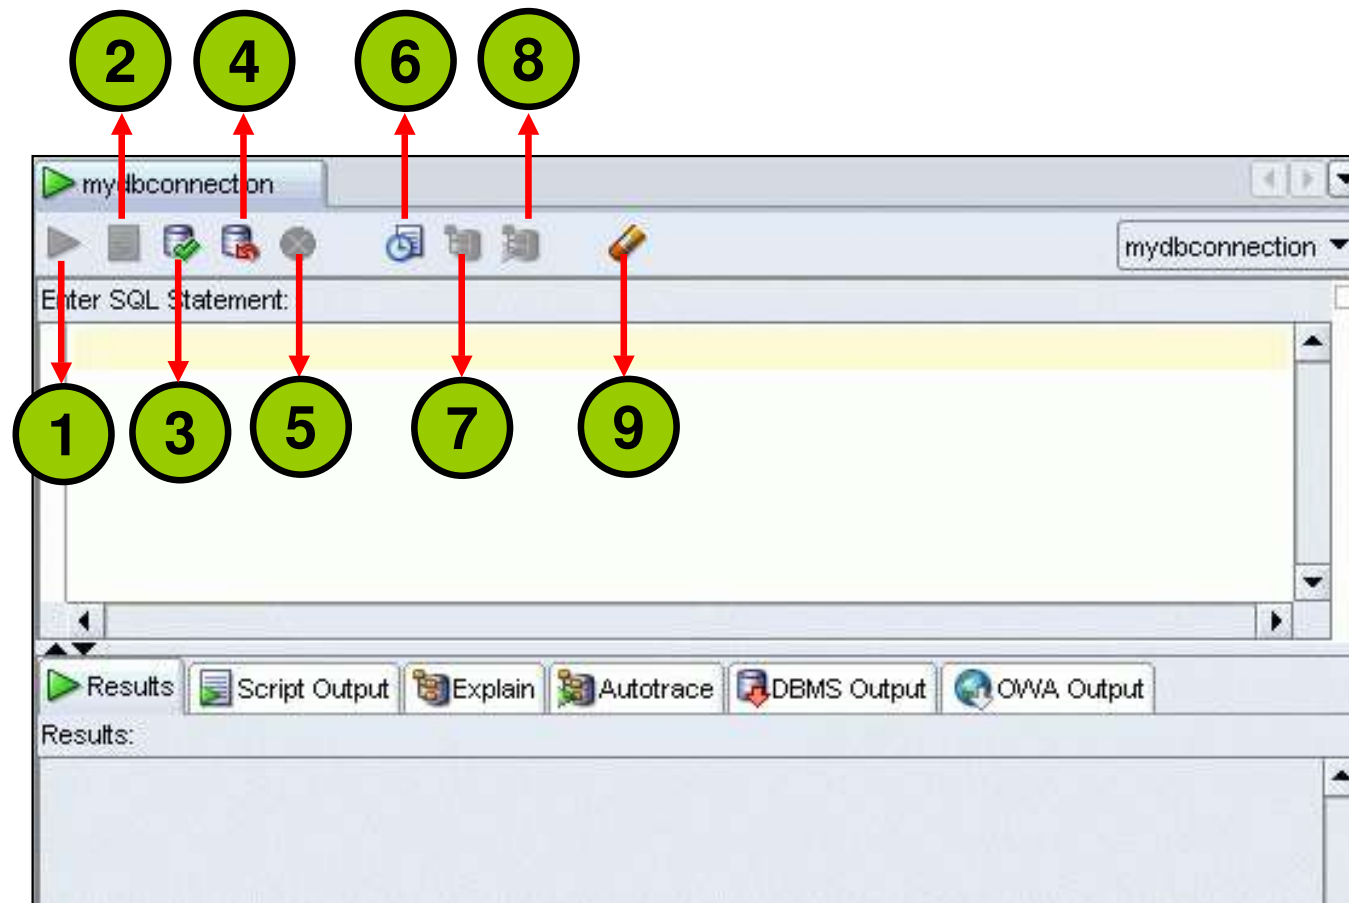 2 4 6 8
mydbconnection
mydbconnection
Enter SQL Statement:
1 3 5 7 9
Results Script Output Explain Autotrace DBMS Output OWA Output
Results: